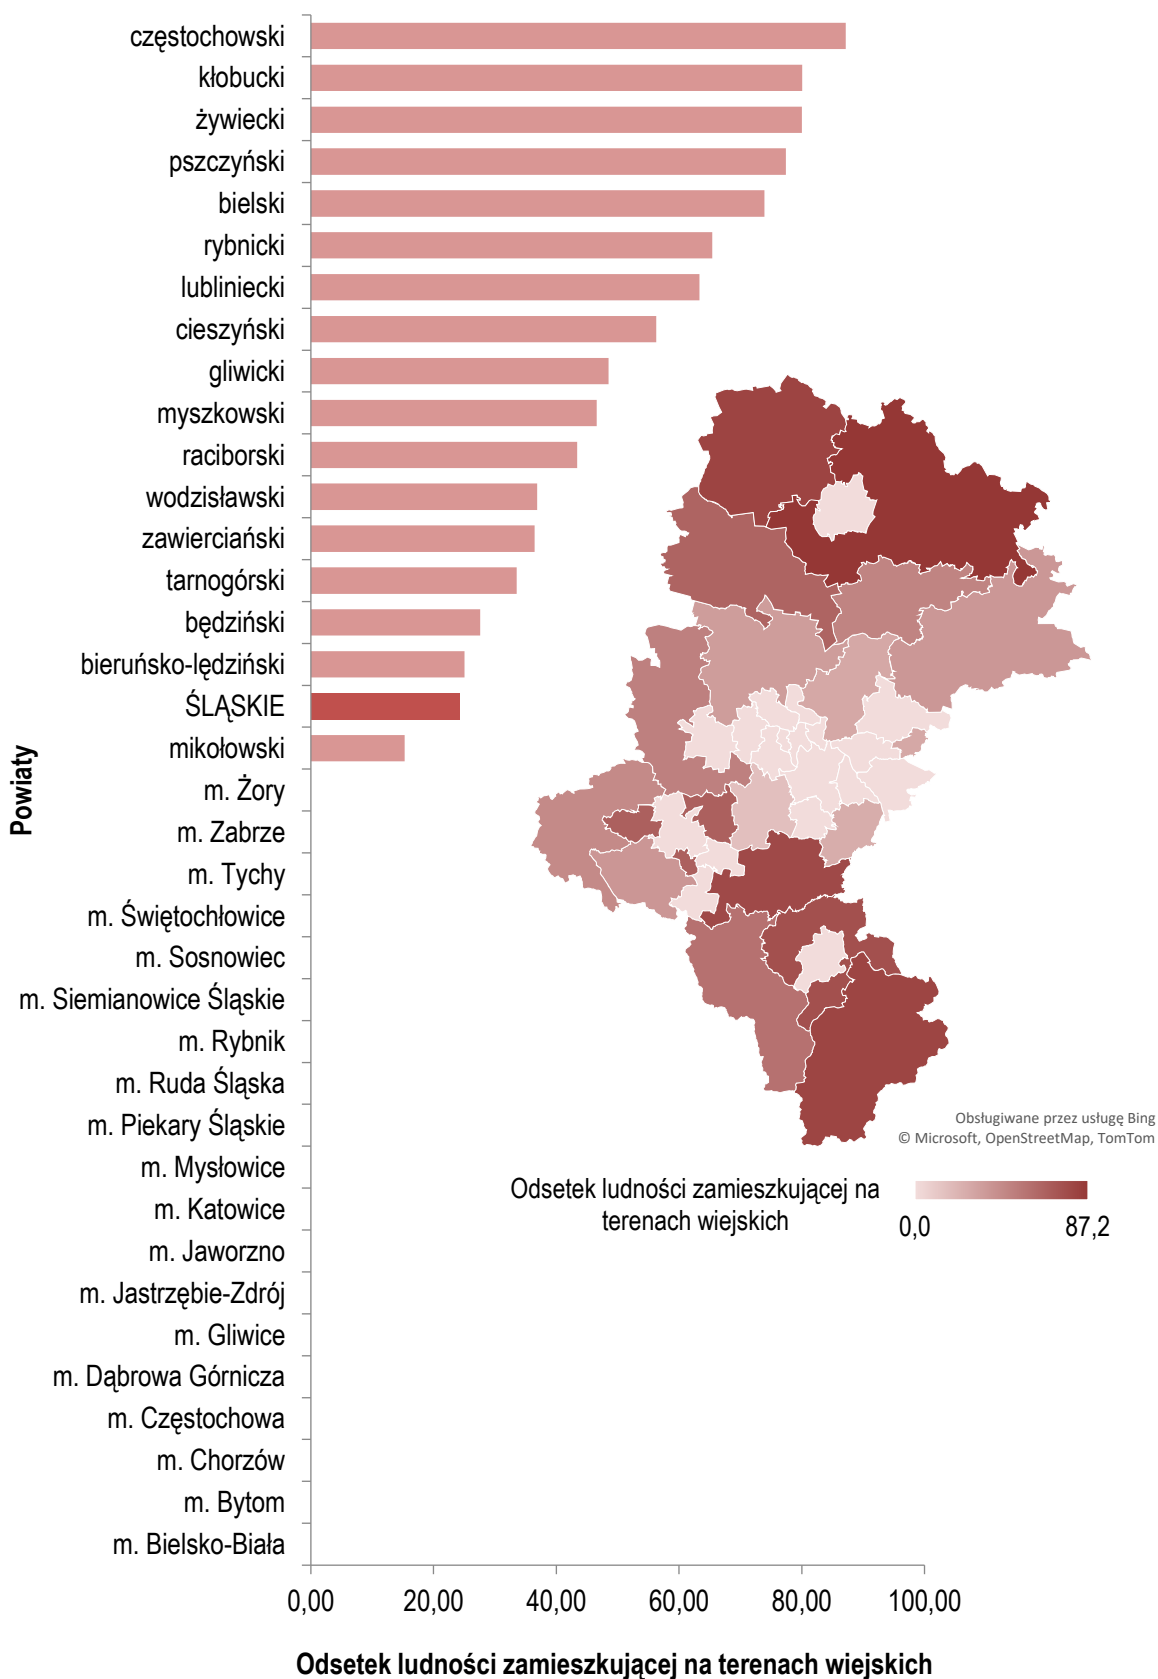 częstochowski
kłobucki
żywiecki
pszczyński
bielski
rybnicki
lubliniecki
cieszyński
gliwicki
myszkowski
raciborski
wodzisławski
zawierciański
tarnogórski
będziński
bieruńsko-lędziński
ŚLĄSKIE
mikołowski
m. Żory
m. Zabrze
m. Tychy
m. Świętochłowice
m. Sosnowiec
m. Siemianowice Śląskie
m. Rybnik
m. Ruda Śląska
m. Piekary Śląskie
m. Mysłowice
m. Katowice
m. Jaworzno
m. Jastrzębie-Zdrój
m. Gliwice
m. Dąbrowa Górnicza
m. Częstochowa
m. Chorzów
m. Bytom
m. Bielsko-Biała
Powiaty
0,00 20,00 40,00 60,00 80,00 100,00
Odsetek ludności zamieszkującej na terenach wiejskich
Obsługiwane przez usługę Bing
© Microsoft, OpenStreetMap, TomTom
Odsetek ludności zamieszkującej na
terenach wiejskich
0,0 87,2